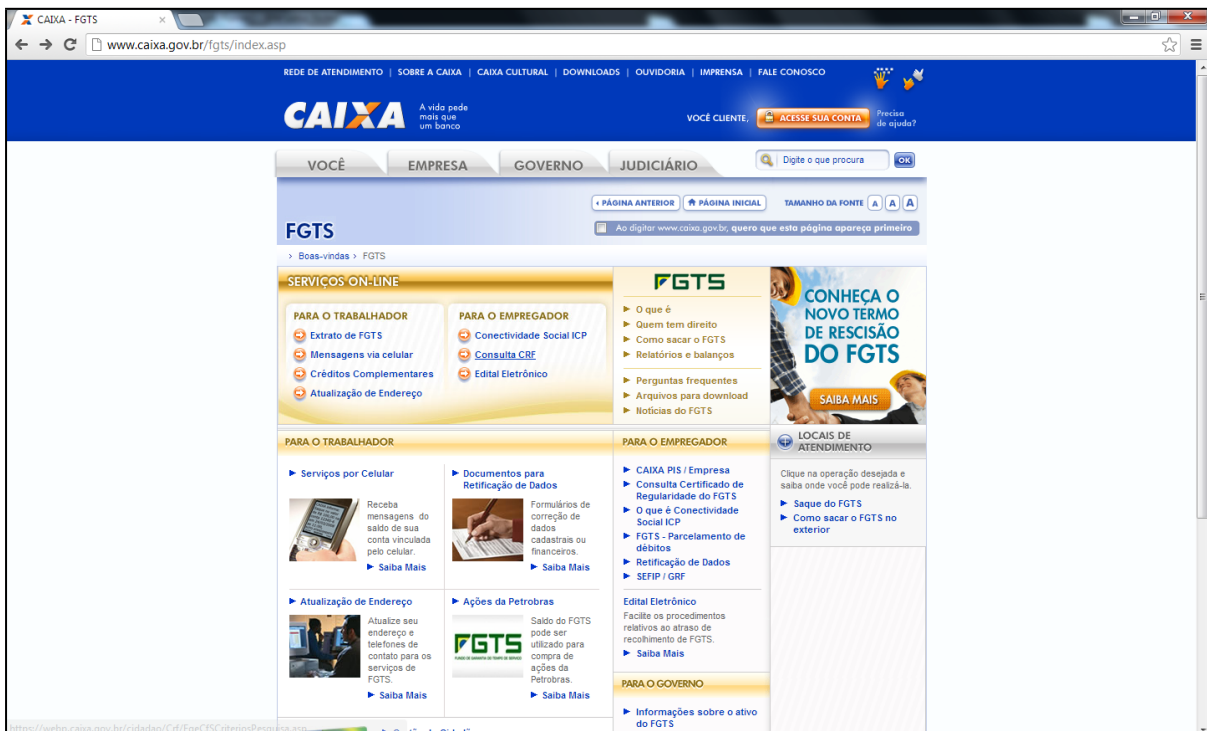 CAIXA - FGTS
www.caixa.gov.br/fgts/index.asp
REDE DE ATENDIMENTO | SOBRE A CAIXA | CAIXA CULTURAL | DOWNLOADS | OUVIDORIA | IMPRENSA | FALE CONOSCO
CAIXA
A vida pede
mais que
um banco
VOCÊ CLIENTE,
ACESSE SUA CONTA
Precisa
de ajuda?
VOCÊ
EMPRESA
GOVERNO
JUDICIÁRIO
Digite o que procura
OK
PÁGINA ANTERIOR
PÁGINA INICIAL
TAMANHO DA FONTE A A A
FGTS
Ao digitar www.caixa.gov.br, quero que esta página apareça primeiro
> Boas-vindas > FGTS
SERVIÇOS ON-LINE
PARA O TRABALHADOR
Extrato de FGTS
Mensagens via celular
Créditos Complementares
Atualização de Endereço
PARA O EMPREGADOR
Conectividade Social ICP
Consulta CRF
Edital Eletrônico
FGTS
O que é
Quem tem direito
Como sacar o FGTS
Relatórios e balanços
Perguntas frequentes
Arquivos para download
Notícias do FGTS
CONHEÇA O
NOVO TERMO
DE RESCISÃO
DO FGTS
SAIBA MAIS
PARA O TRABALHADOR
Serviços por Celular
Receba
mensagens do
saldo de sua
conta vinculada
pelo celular.
Saiba Mais
Documentos para
Retificação de Dados
Formulários de
correção de
dados
cadastrais ou
financeiros.
Saiba Mais
Atualização de Endereço
Atualize seu
endereço e
telefones de
contato para os
serviços de
FGTS.
Saiba Mais
Ações da Petrobras
FGTS
Saldo do FGTS
pode ser
utilizado para
compra de
ações da
Petrobras.
Saiba Mais
PARA O EMPREGADOR
CAIXA PIS / Empresa
Consulta Certificado de
Regularidade do FGTS
O que é Conectividade
Social ICP
FGTS - Parcelamento de
débitos
Retificação de Dados
SEFIP / GRF
Edital Eletrônico
Facilite os procedimentos
relativos ao atraso de
recolhimento de FGTS.
Saiba Mais
PARA O GOVERNO
Informações sobre o ativo
do FGTS
LOCAIS DE
ATENDIMENTO
Clique na operação desejada e
saiba onde você pode realizá-la.
Saque do FGTS
Como sacar o FGTS no
exterior